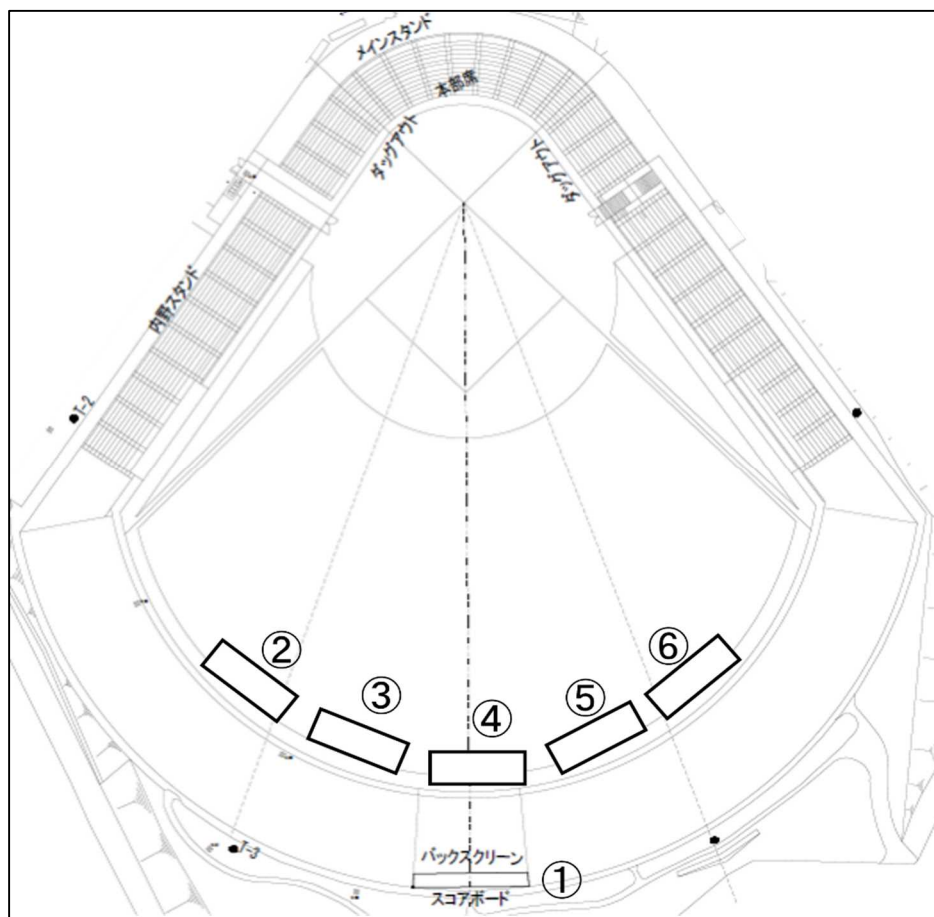 メインスタンド
本部席
ダッグアウト
ダッグアウト
内野スタンド
T-2
②
⑥
③
⑤
④
T-3
バックスクリーン
①
スコアボード